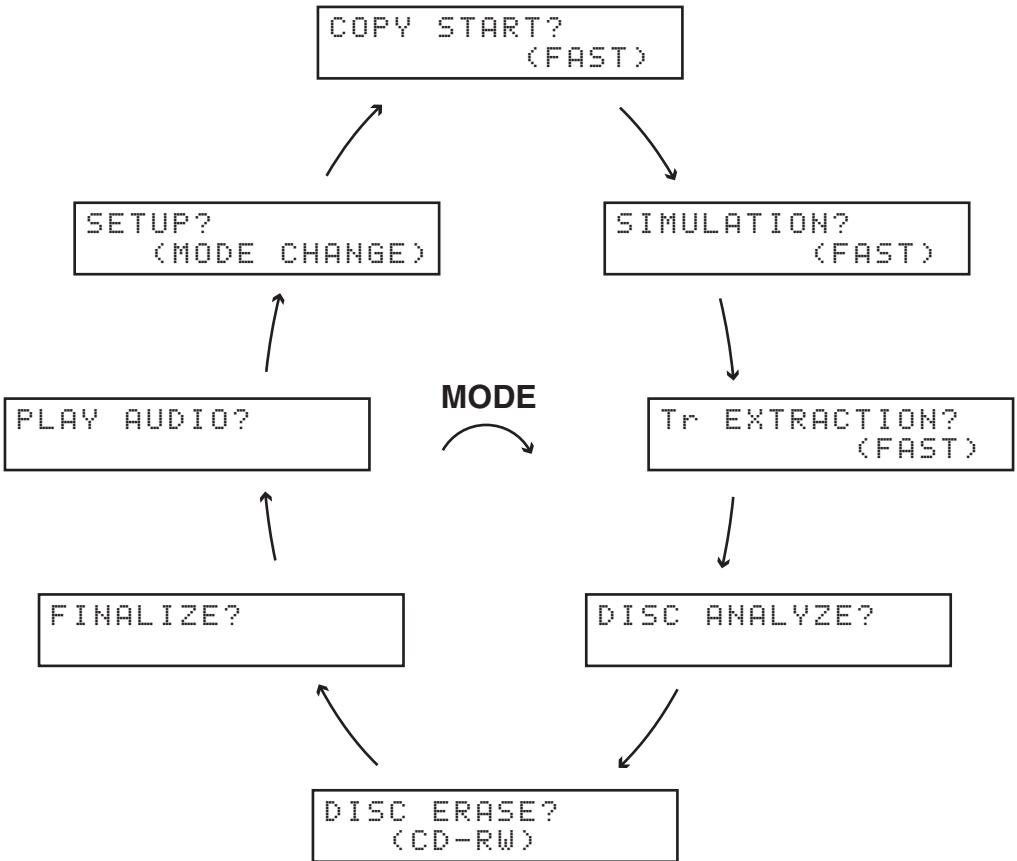 COPY START?
(FAST)
SETUP?
(MODE CHANGE)
SIMULATION?
(FAST)
PLAY AUDIO?
MODE
Tr EXTRACTION?
(FAST)
FINALIZE?
DISC ANALYZE?
DISC ERASE?
(CD-RW)